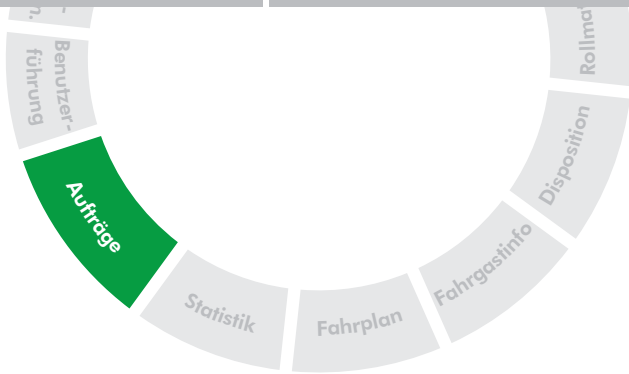 Benutzer-
führung
Aufträge
Statistik
Fahrplan
Fahrgastinfo
Disposition